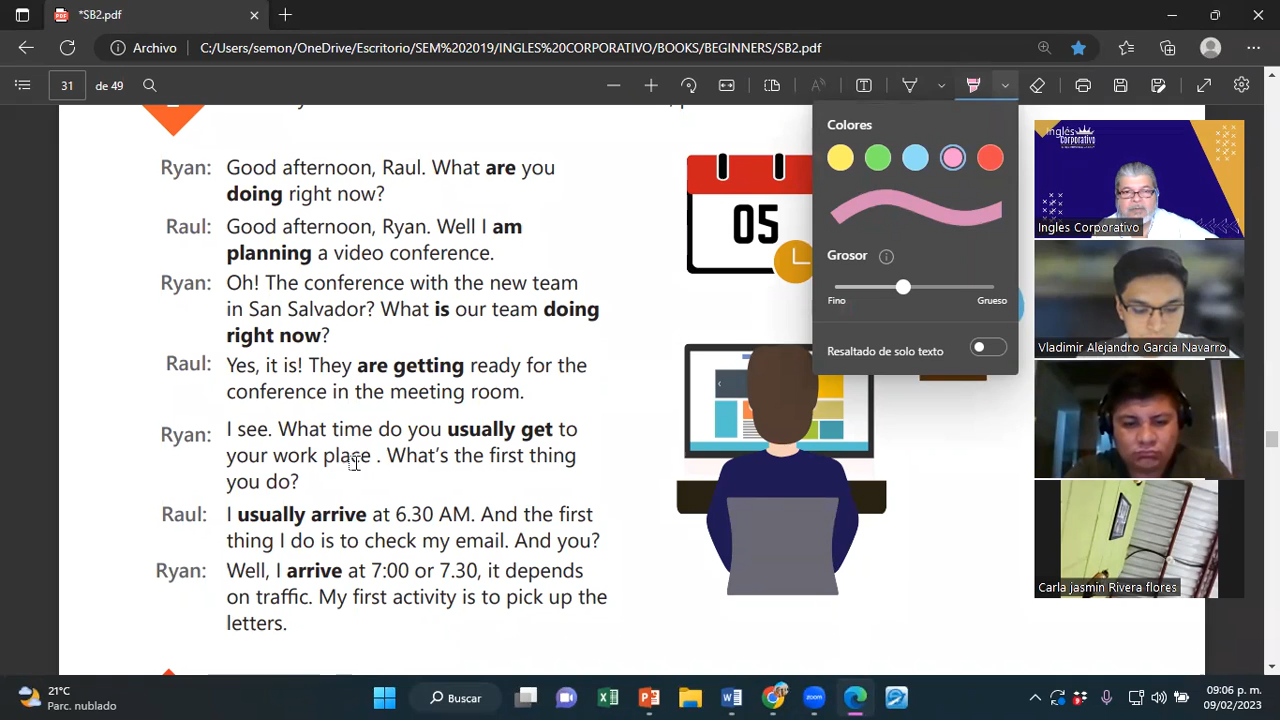 *SB2.pdf
Archivo
C:/Users/semon/OneDrive/Escritorio/SEM%202019/INGLES%20CORPORATIVO/BOOKS/BEGINNERS/SB2.pdf
31 de 49
Colores
Grosor
Fino Grueso
Resaltado de solo texto
Ryan: Good afternoon, Raul. What are you
doing right now?
Raul: Good afternoon, Ryan. Well I am
planning a video conference.
Ryan: Oh! The conference with the new team
in San Salvador? What is our team doing
right now?
Raul: Yes, it is! They are getting ready for the
conference in the meeting room.
Ryan: I see. What time do you usually get to
your work place . What's the first thing
you do?
Raul: I usually arrive at 6.30 AM. And the first
thing I do is to check my email. And you?
Ryan: Well, I arrive at 7:00 or 7.30, it depends
on traffic. My first activity is to pick up the
letters.
05
Inglés
Corporativo
Ingles Corporativo
Vladimir Alejandro Garcia Navarro
Carla jasmin Rivera flores
21°C
Parc. nublado
Buscar
09:06 p. m.
09/02/2023